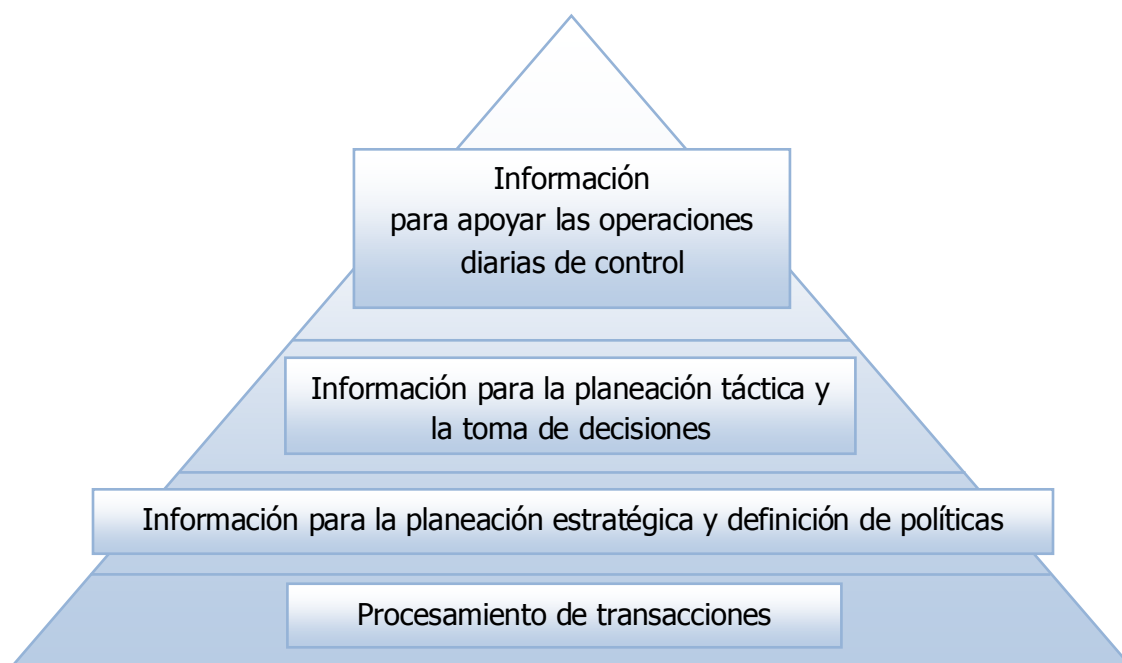 Información
para apoyar las operaciones
diarias de control
Información para la planeación táctica y
la toma de decisiones
Información para la planeación estratégica y definición de políticas
Procesamiento de transacciones